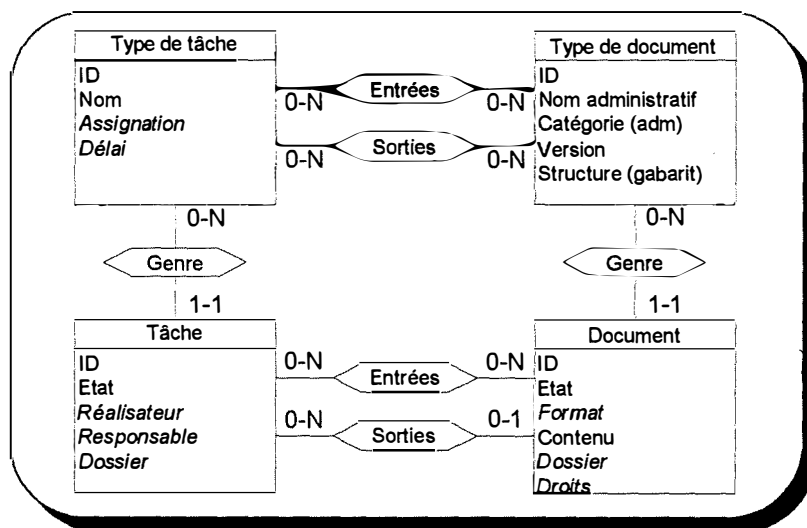 Type de tâche
ID
Nom
Assignation
Délai
0-N
Entrées
0-N
0-N
Sorties
0-N
Type de document
ID
Nom administratif
Catégorie (adm)
Version
Structure (gabarit)
0-N
Genre
1-1
0-N
Genre
1-1
Tâche
ID
Etat
Réalisateur
Responsable
Dossier
0-N
Entrées
0-N
0-N
Sorties
0-1
Document
ID
Etat
Format
Contenu
Dossier
Droits